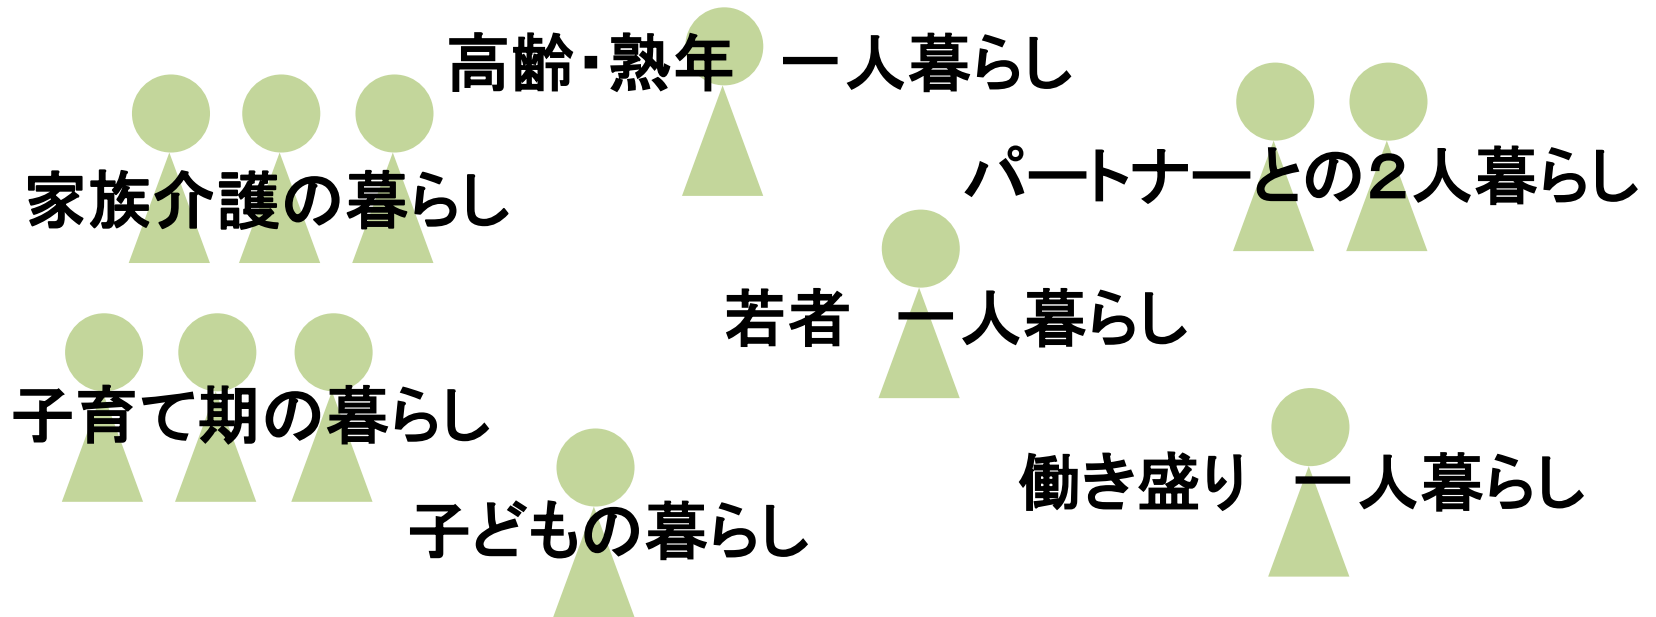 高齢・熟年　一人暮らし
パートナーとの２人暮らし
家族介護の暮らし
若者　一人暮らし
子育て期の暮らし
働き盛り　一人暮らし
子どもの暮らし